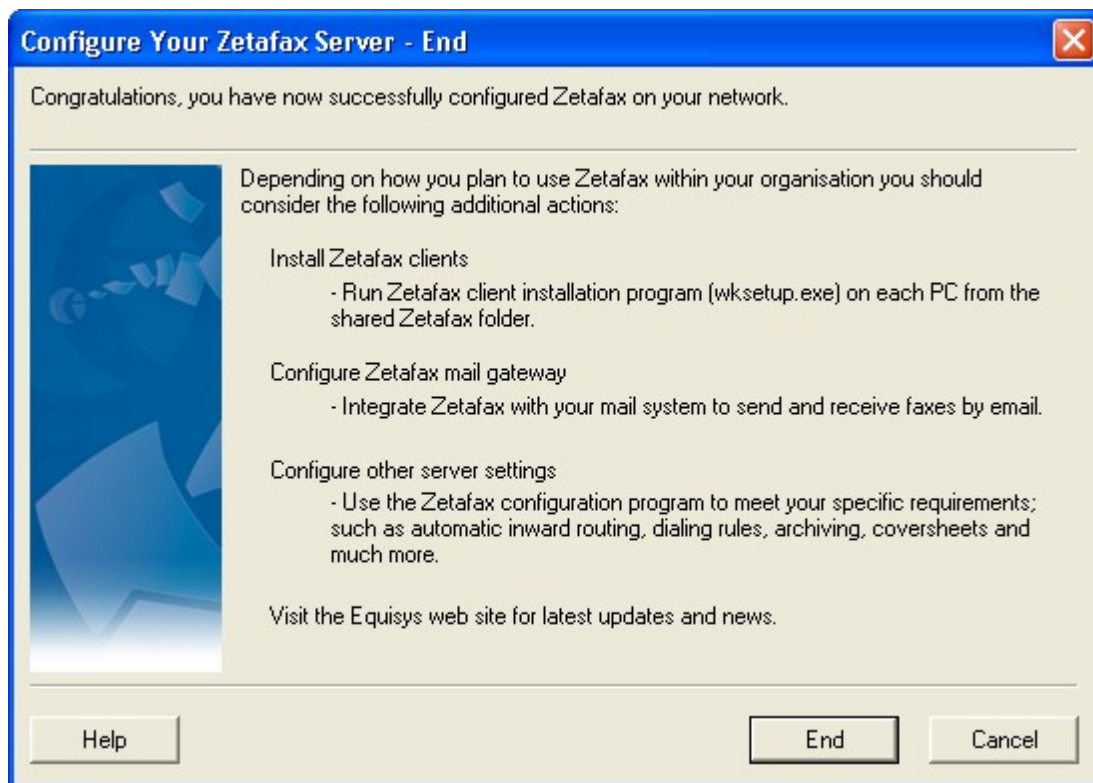 Configure Your Zetafax Server - End
Congratulations, you have now successfully configured Zetafax on your network.
Depending on how you plan to use Zetafax within your organisation you should
consider the following additional actions:
Install Zetafax clients
- Run Zetafax client installation program (wksetup.exe) on each PC from the
shared Zetafax folder.
Configure Zetafax mail gateway
- Integrate Zetafax with your mail system to send and receive faxes by email.
Configure other server settings
- Use the Zetafax configuration program to meet your specific requirements;
such as automatic inward routing, dialing rules, archiving, coversheets and
much more.
Visit the Equisys web site for latest updates and news.
Help
End
Cancel